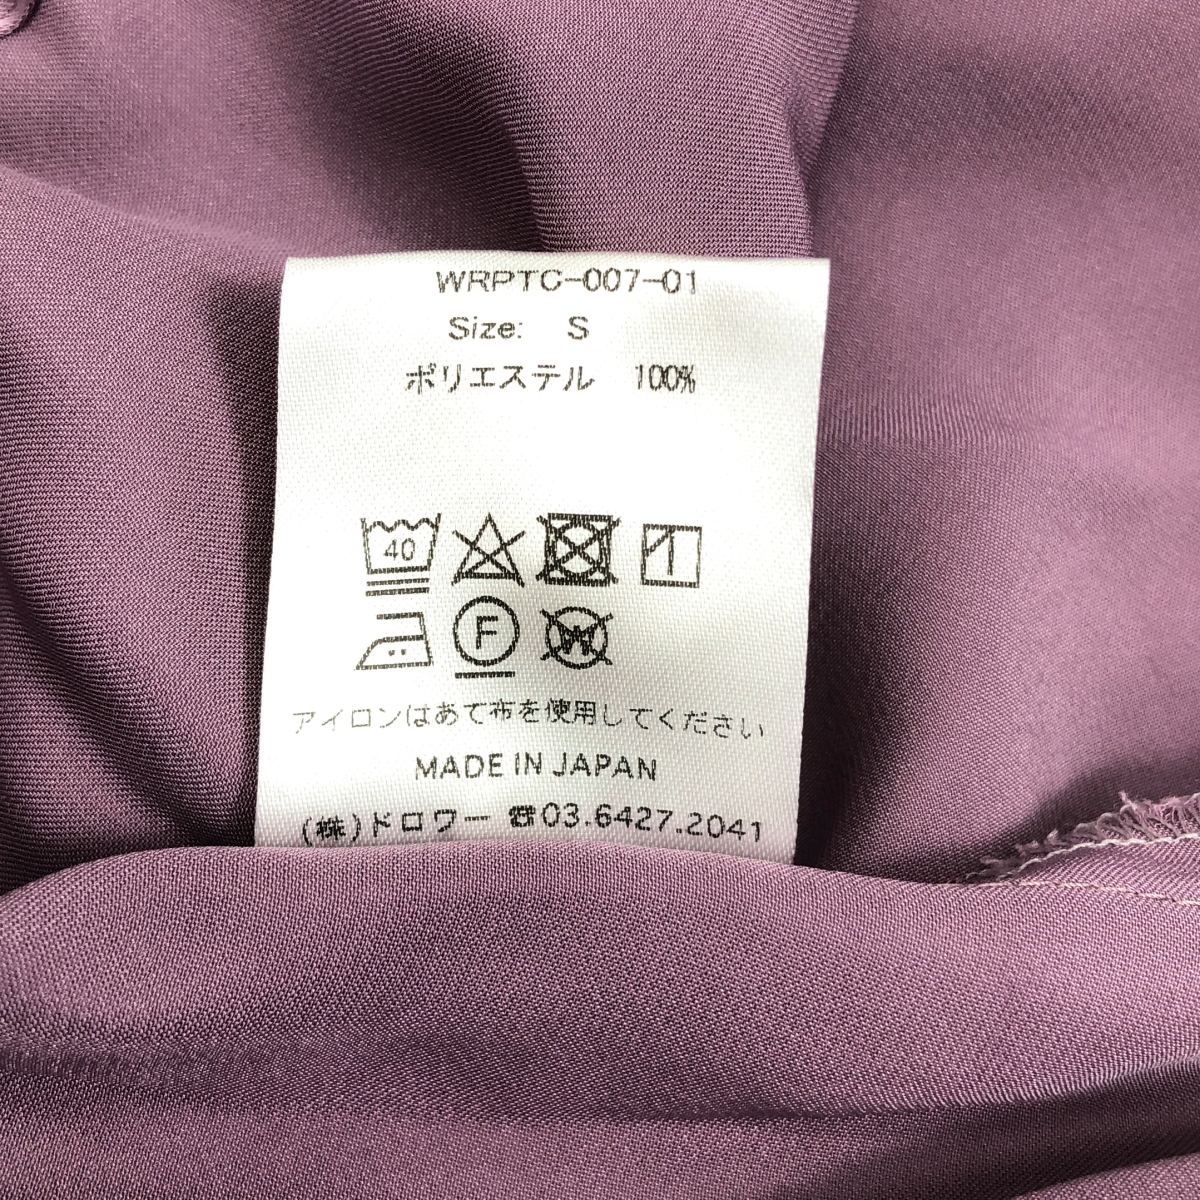 WRPTC-007-01
Size: S
ポリエステル 100%
40
F
W
アイロンはあて布を使用してください
MADE IN JAPAN
(株)ドロワー ☎03.6427.2041